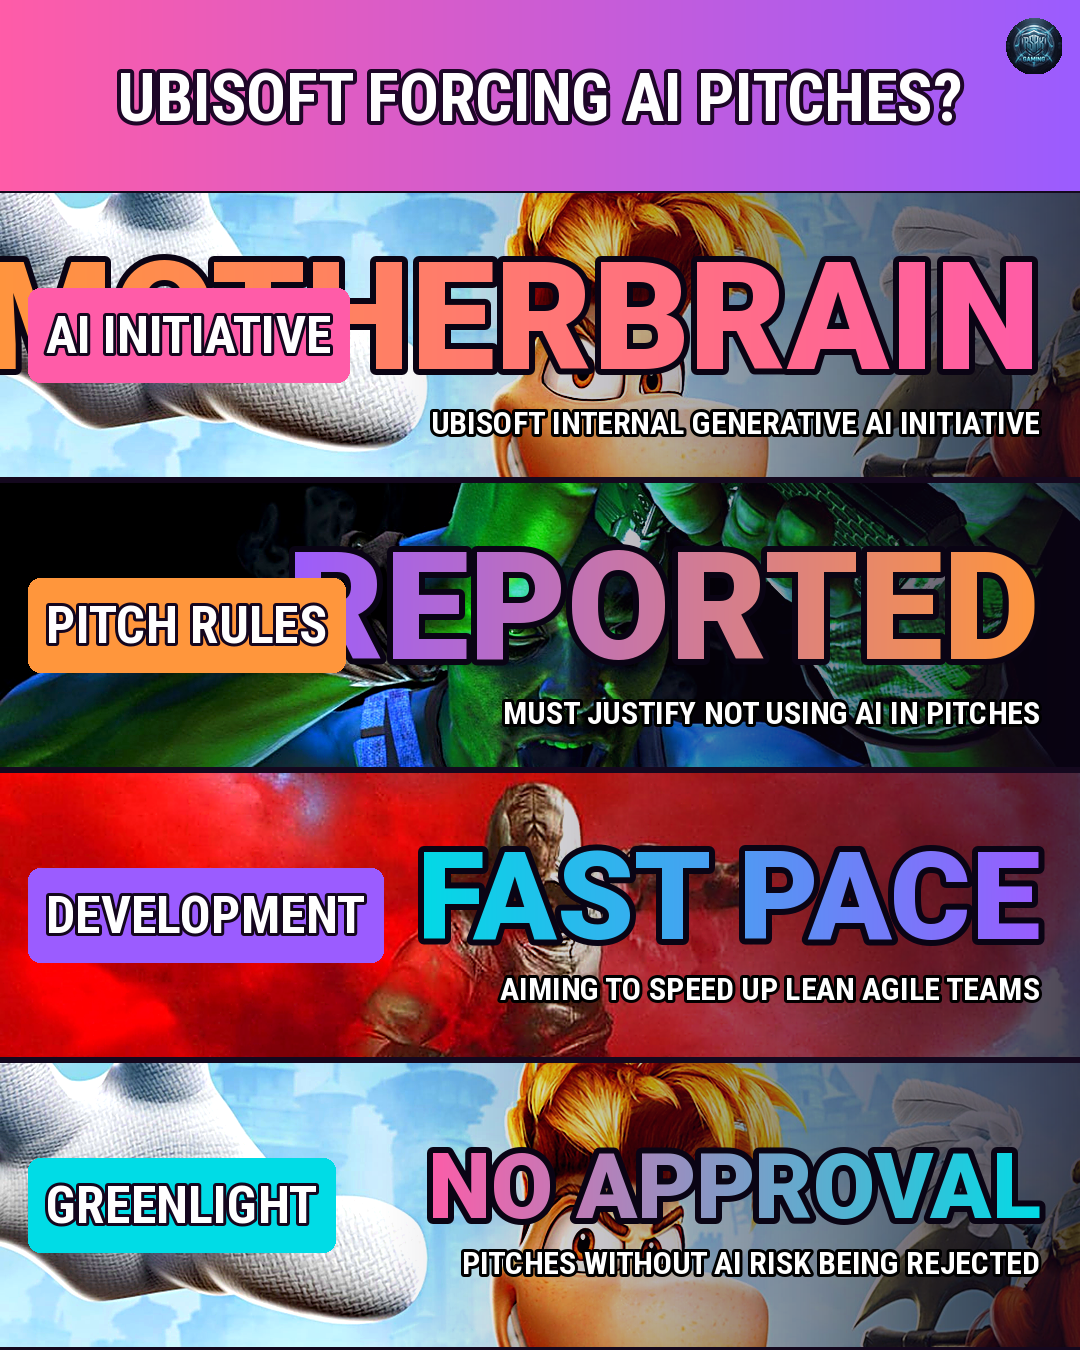 UBISOFT FORCING AI PITCHES?
GAMING
MOTHERBRAIN
AI INITIATIVE
UBISOFT INTERNAL GENERATIVE AI INITIATIVE
REPORTED
PITCH RULES
MUST JUSTIFY NOT USING AI IN PITCHES
FAST PACE
DEVELOPMENT
AIMING TO SPEED UP LEAN AGILE TEAMS
NO APPROVAL
GREENLIGHT
PITCHES WITHOUT AI RISK BEING REJECTED